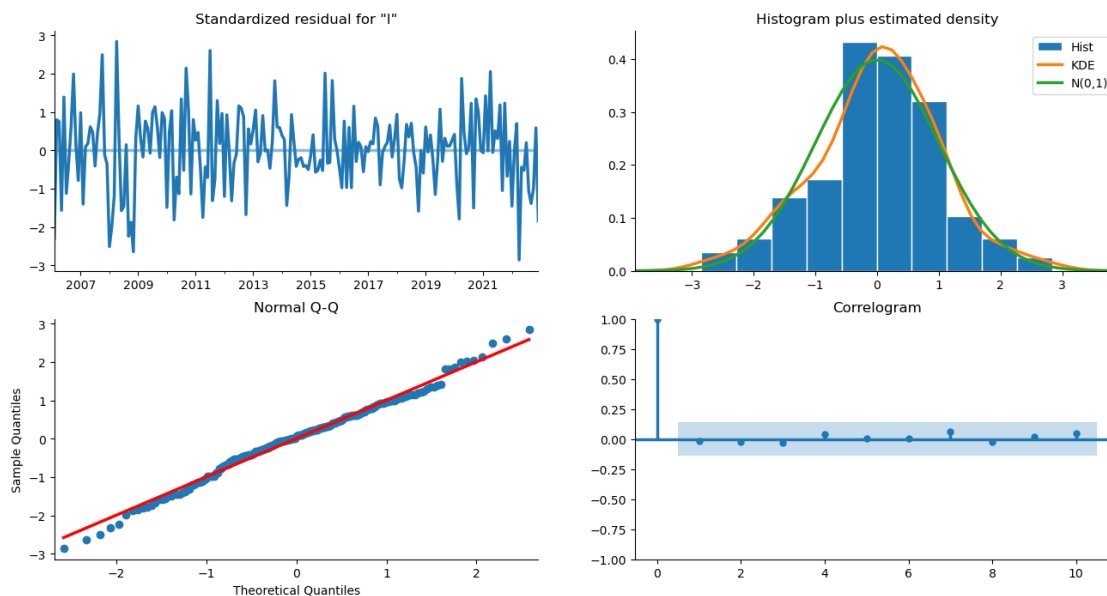 Standardized residual for "I"
3
2
1
0
−1
−2
−3
2007 2009 2011 2013 2015 2017 2019 2021
Histogram plus estimated density
Hist
KDE
N(0,1)
0.4
0.3
0.2
0.1
0.0
−3 −2 −1 0 1 2 3
Normal Q-Q
Sample Quantiles
3
2
1
0
−1
−2
−3
−2 −1 0 1 2
Theoretical Quantiles
Correlogram
1.00
0.75
0.50
0.25
0.00
−0.25
−0.50
−0.75
−1.00
0 2 4 6 8 10